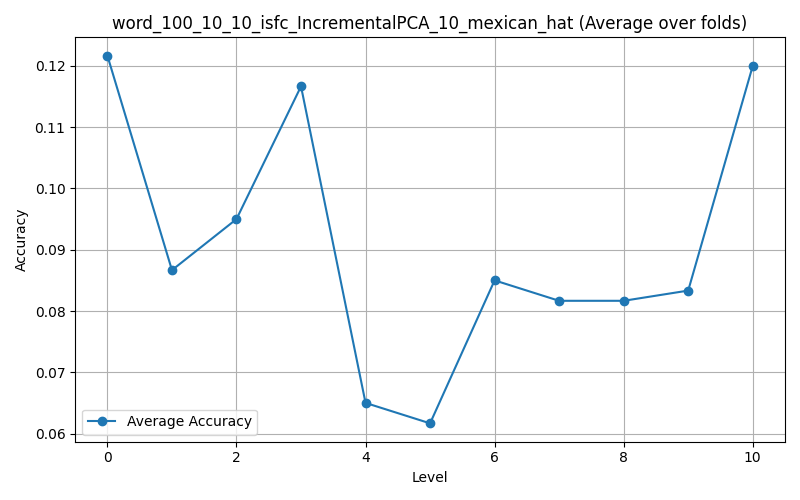 word_100_10_10_isfc_IncrementalPCA_10_mexican_hat (Average over folds)
0.12
0.11
0.10
0.09
0.08
0.07
0.06
Accuracy
Average Accuracy
0 2 4 6 8 10
Level